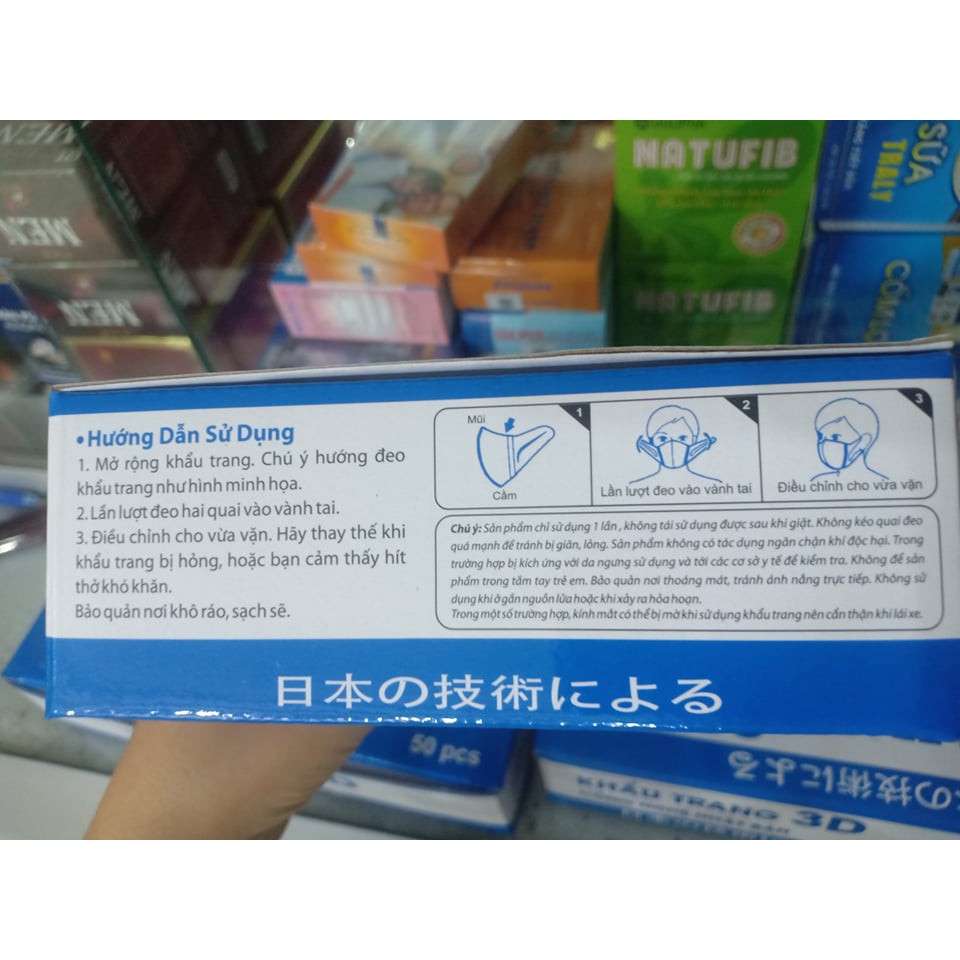 MEN
MEN
MEN
NATUFIB
NATUFIB
SỮA
TRALY
CỐM
•Hướng Dẫn Sử Dụng
1. Mở rộng khẩu trang. Chú ý hướng đeo
khẩu trang như hình minh họa.
2. Lần lượt đeo hai quai vào vành tai.
3. Điều chỉnh cho vừa vặn. Hãy thay thế khi
khẩu trang bị hỏng, hoặc bạn cảm thấy hít
thở khó khăn.
Bảo quản nơi khô ráo, sạch sẽ.
Mũi
1
Cằm
2
Lần lượt đeo vào vành tai
3
Điều chỉnh cho vừa vặn
Chú ý: Sản phẩm chỉ sử dụng 1 lần, không tái sử dụng được sau khi giặt. Không kéo quai đeo
quá mạnh để tránh bị giãn, lỏng. Sản phẩm không có tác dụng ngăn chặn khí độc hại. Trong
trường hợp bị kích ứng với da ngưng sử dụng và tới các cơ sở y tế để kiểm tra. Không để sản
phẩm trong tầm tay trẻ em. Bảo quản nơi thoáng mát, tránh ánh nắng trực tiếp. Không sử
dụng khi ở gần nguồn lửa hoặc khi xảy ra hỏa hoạn.
Trong một số trường hợp, kính mắt có thể bị mờ khi sử dụng khẩu trang nên cẩn thận khi lái xe.
日本の技術による
50 pcs
の技術による
KHẨU TRANG 3D